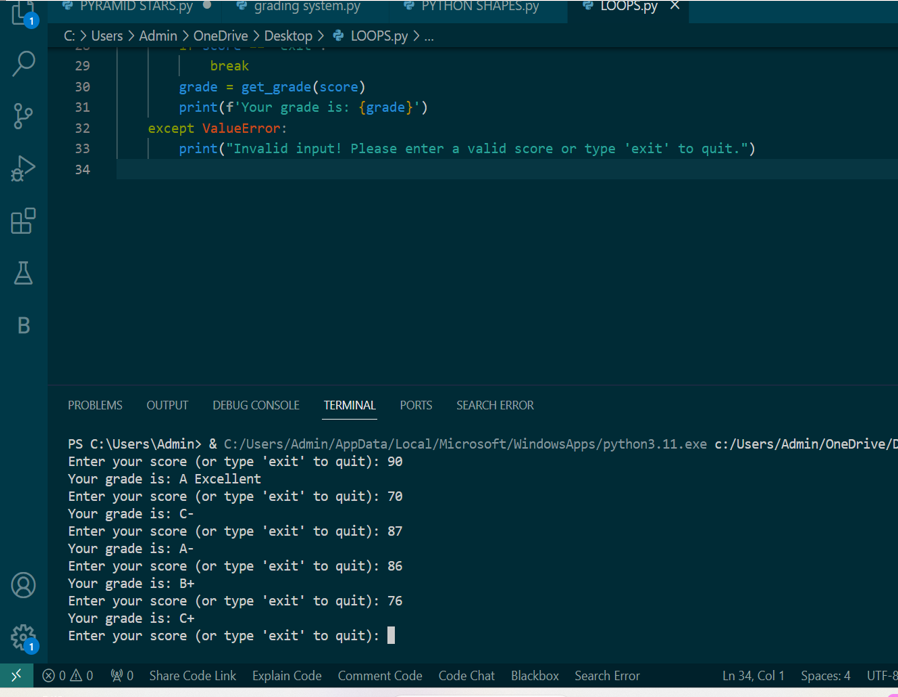 PYRAMID STARS.py
grading system.py
PYTHON SHAPES.py
LOOPS.py
C: > Users > Admin > OneDrive > Desktop > LOOPS.py > ...
29 break
30 grade = get_grade(score)
31 print(f'Your grade is: {grade}')
32 except ValueError:
33 print("Invalid input! Please enter a valid score or type 'exit' to quit.")
34
1
B
PROBLEMS OUTPUT DEBUG CONSOLE TERMINAL PORTS SEARCH ERROR
PS C:\Users\Admin> & C:/Users/Admin/AppData/Local/Microsoft/WindowsApps/python3.11.exe c:/Users/Admin/OneDrive/D
Enter your score (or type 'exit' to quit): 90
Your grade is: A Excellent
Enter your score (or type 'exit' to quit): 70
Your grade is: C-
Enter your score (or type 'exit' to quit): 87
Your grade is: A-
Enter your score (or type 'exit' to quit): 86
Your grade is: B+
Enter your score (or type 'exit' to quit): 76
Your grade is: C+
Enter your score (or type 'exit' to quit):
1
0 0 0 Share Code Link Explain Code Comment Code Code Chat Blackbox Search Error Ln 34, Col 1 Spaces: 4 UTF-8